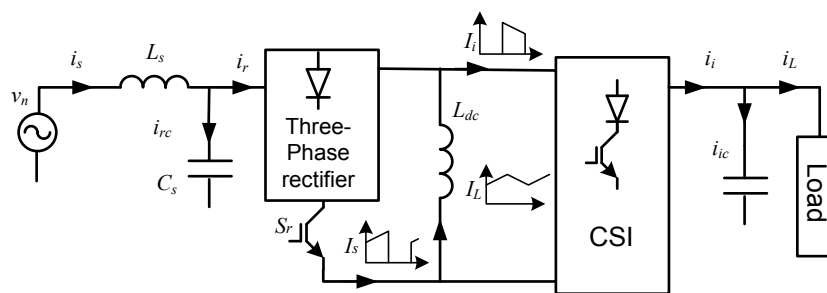 i_s
L_s
i_r
v_n
i_rc
C_s
Three-
Phase
rectifier
S_r
I_s
I_i
L_dc
I_L
CSI
i_i
i_L
i_ic
Load